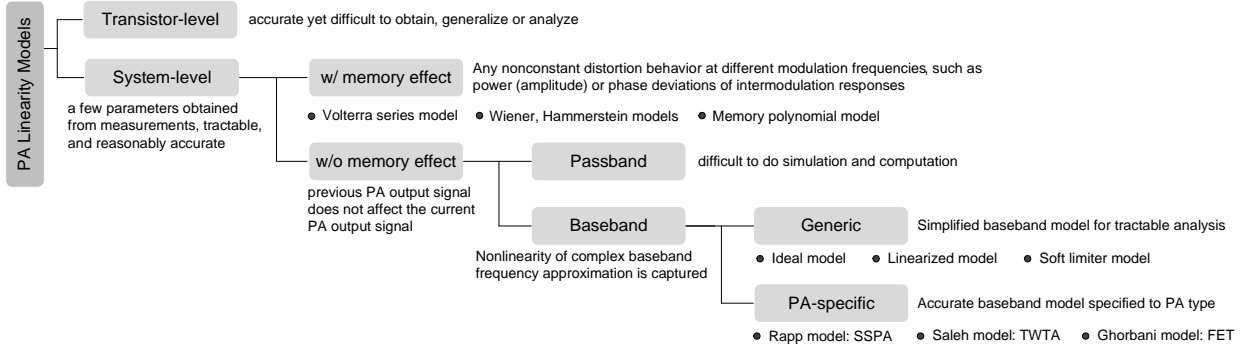 PA Linearity Models
Transistor-level
accurate yet difficult to obtain, generalize or analyze
System-level
a few parameters obtained
from measurements, tractable,
and reasonably accurate
w/ memory effect
Any nonconstant distortion behavior at different modulation frequencies, such as
power (amplitude) or phase deviations of intermodulation responses
Volterra series model
Wiener, Hammerstein models
Memory polynomial model
w/o memory effect
previous PA output signal
does not affect the current
PA output signal
Passband
difficult to do simulation and computation
Baseband
Nonlinearity of complex baseband
frequency approximation is captured
Generic
Simplified baseband model for tractable analysis
Ideal model
Linearized model
Soft limiter model
PA-specific
Accurate baseband model specified to PA type
Rapp model: SSPA
Saleh model: TWTA
Ghorbani model: FET